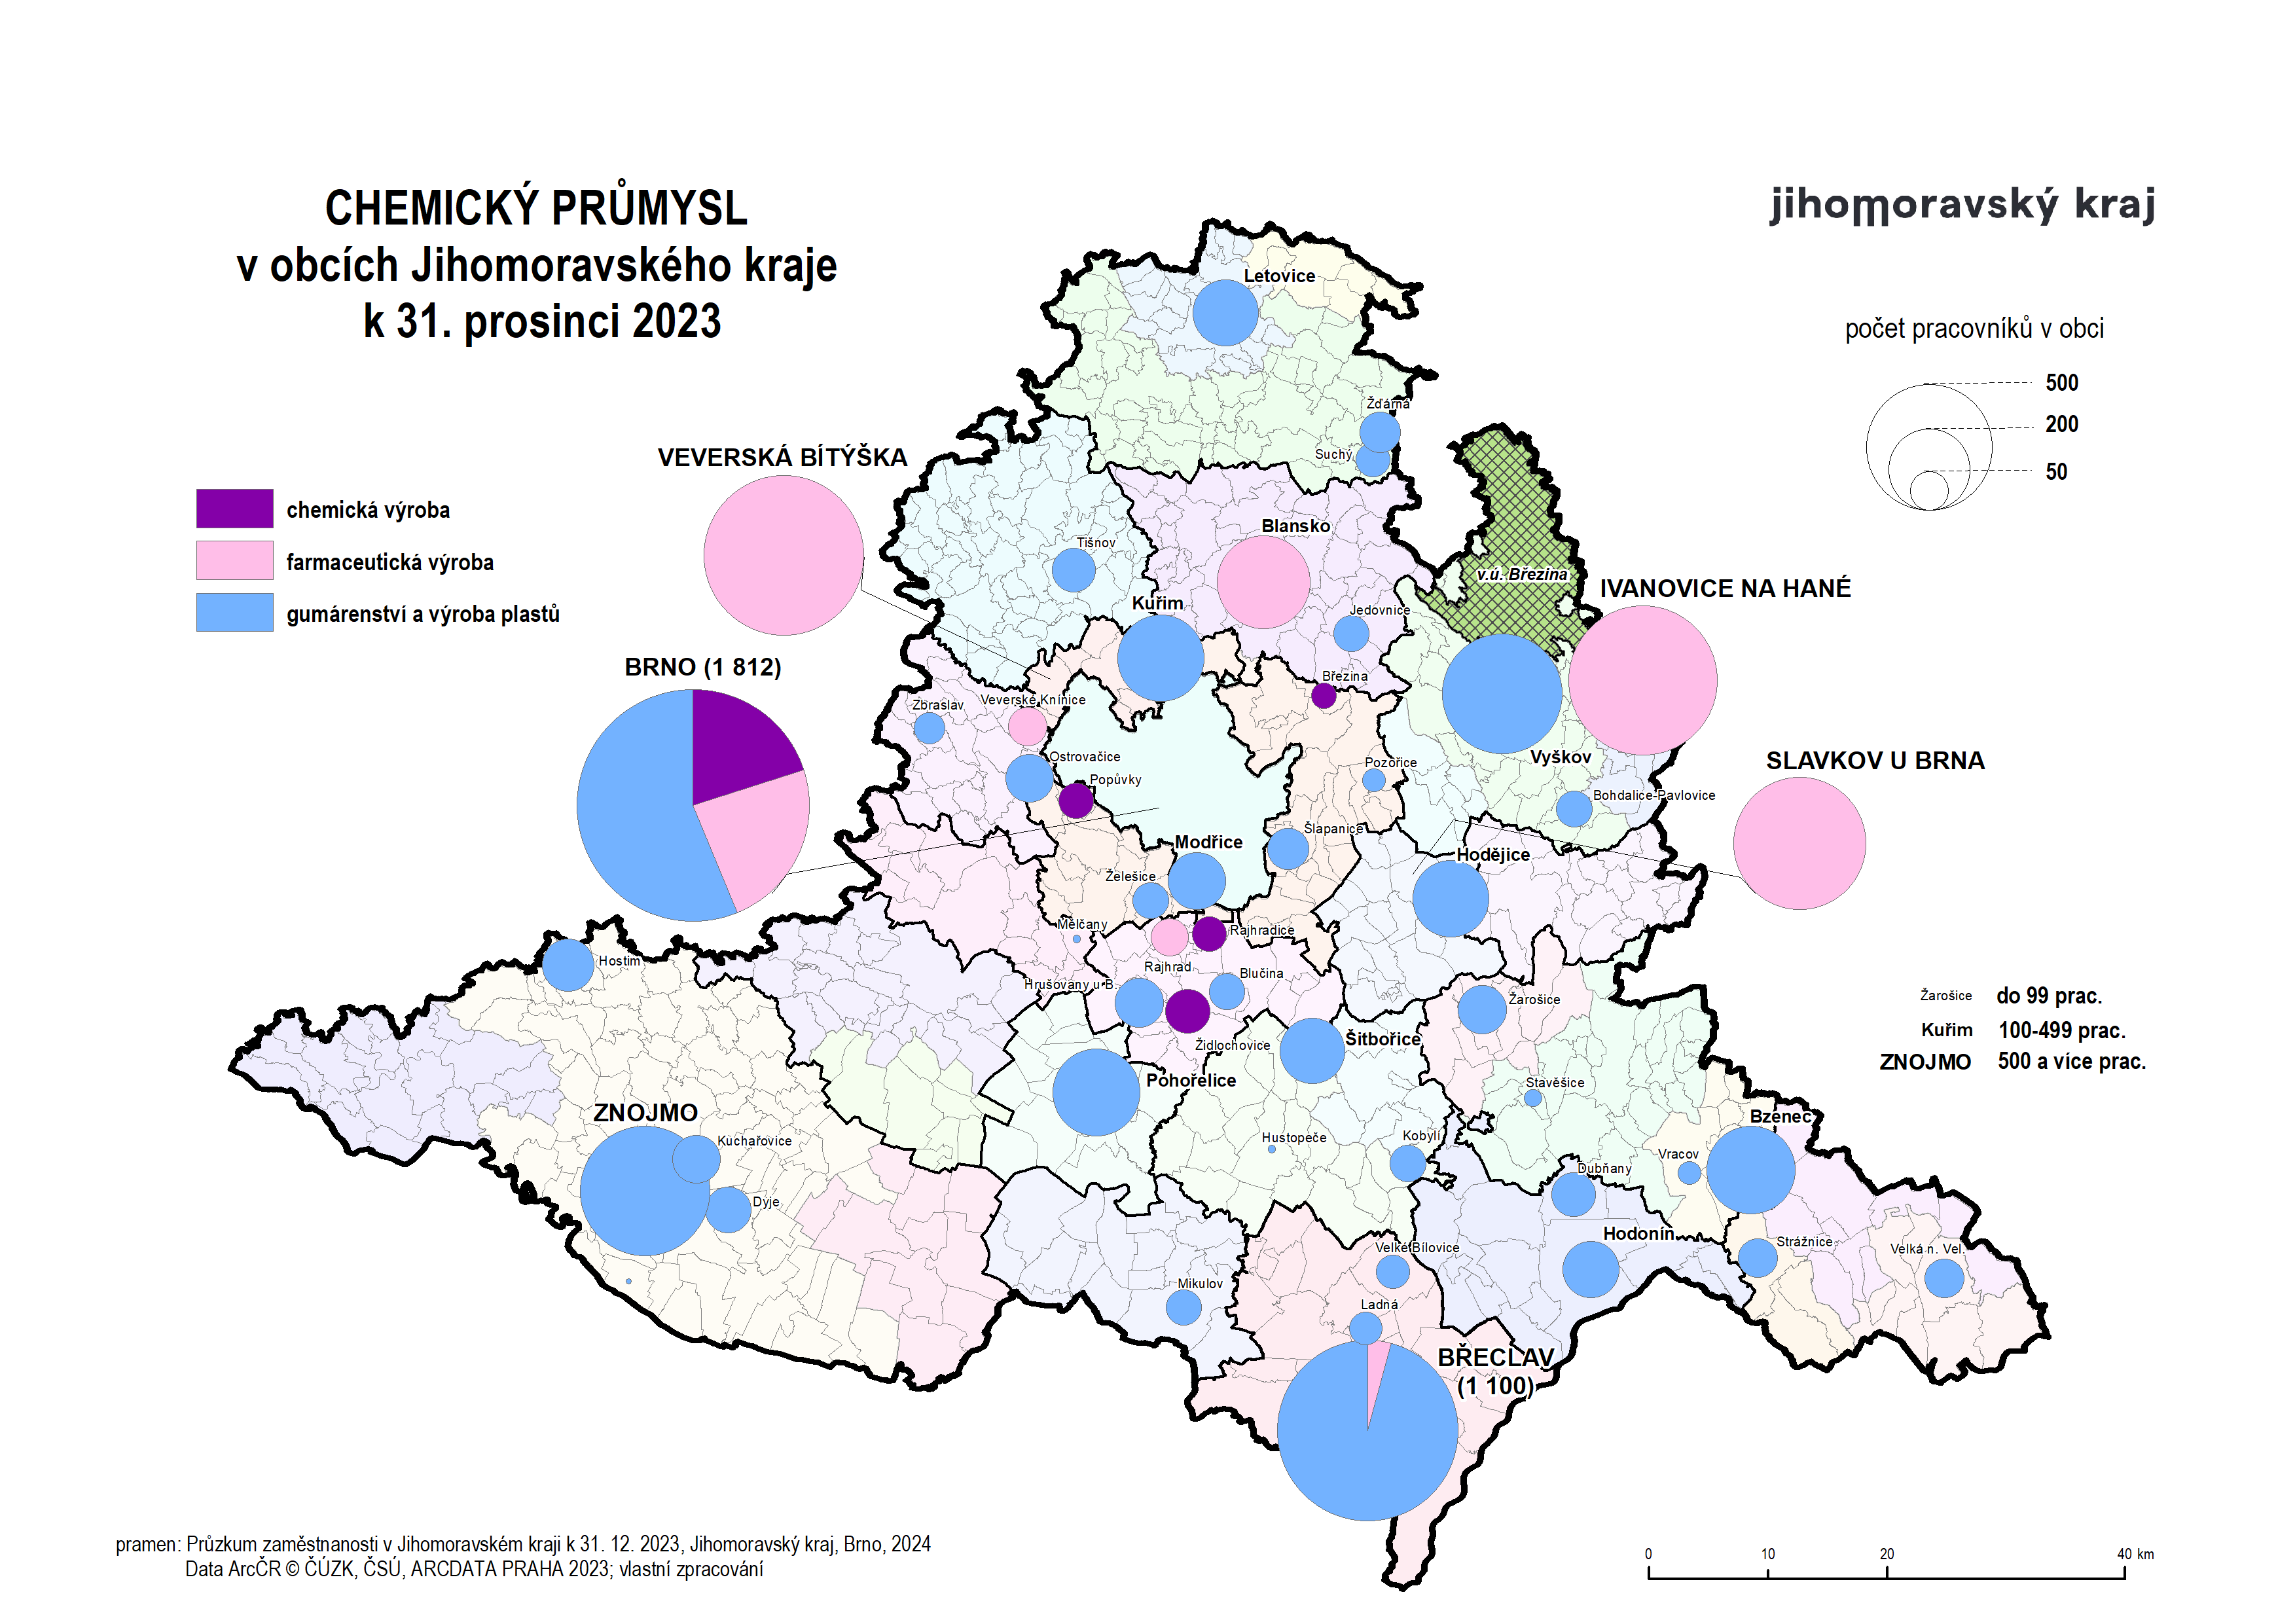 CHEMICKÝ PRŮMYSL
v obcích Jihomoravského kraje
k 31. prosinci 2023
jihomoravský kraj
počet pracovníků v obci
500
200
50
chemická výroba
farmaceutická výroba
gumárenství a výroba plastů
Letovice
Žďárná
Suchý
VEVERSKÁ BÍTÝŠKA
Blansko
Tišnov
v.ú. Březina
IVANOVICE NA HANÉ
Kuřim
Jedovnice
BRNO (1 812)
Březina
Veverské Knínice
Zbraslav
Ostrovačice
Vyškov
SLAVKOV U BRNA
Pozořice
Popůvky
Bohdalice-Pavlovice
Šlapanice
Modřice
Hodějice
Želešice
Mělčany
Rajhradice
Hostim
Rajhrad
Blučina
Hrušovany u B.
Žarošice
Židlochovice
Šitbořice
Pohořelice
Stavěšice
ZNOJMO
Bzenec
Kuchařovice
Hustopeče
Kobylí
Vracov
Dubňany
Dyje
Hodonín
Strážnice
Velká n. Vel.
Velké Bílovice
Mikulov
Ladná
BŘECLAV
(1 100)
Žarošice do 99 prac.
Kuřim 100-499 prac.
ZNOJMO 500 a více prac.
pramen: Průzkum zaměstnanosti v Jihomoravském kraji k 31. 12. 2023, Jihomoravský kraj, Brno, 2024
Data ArcČR © ČÚZK, ČSÚ, ARCDATA PRAHA 2023; vlastní zpracování
0 10 20 40 km